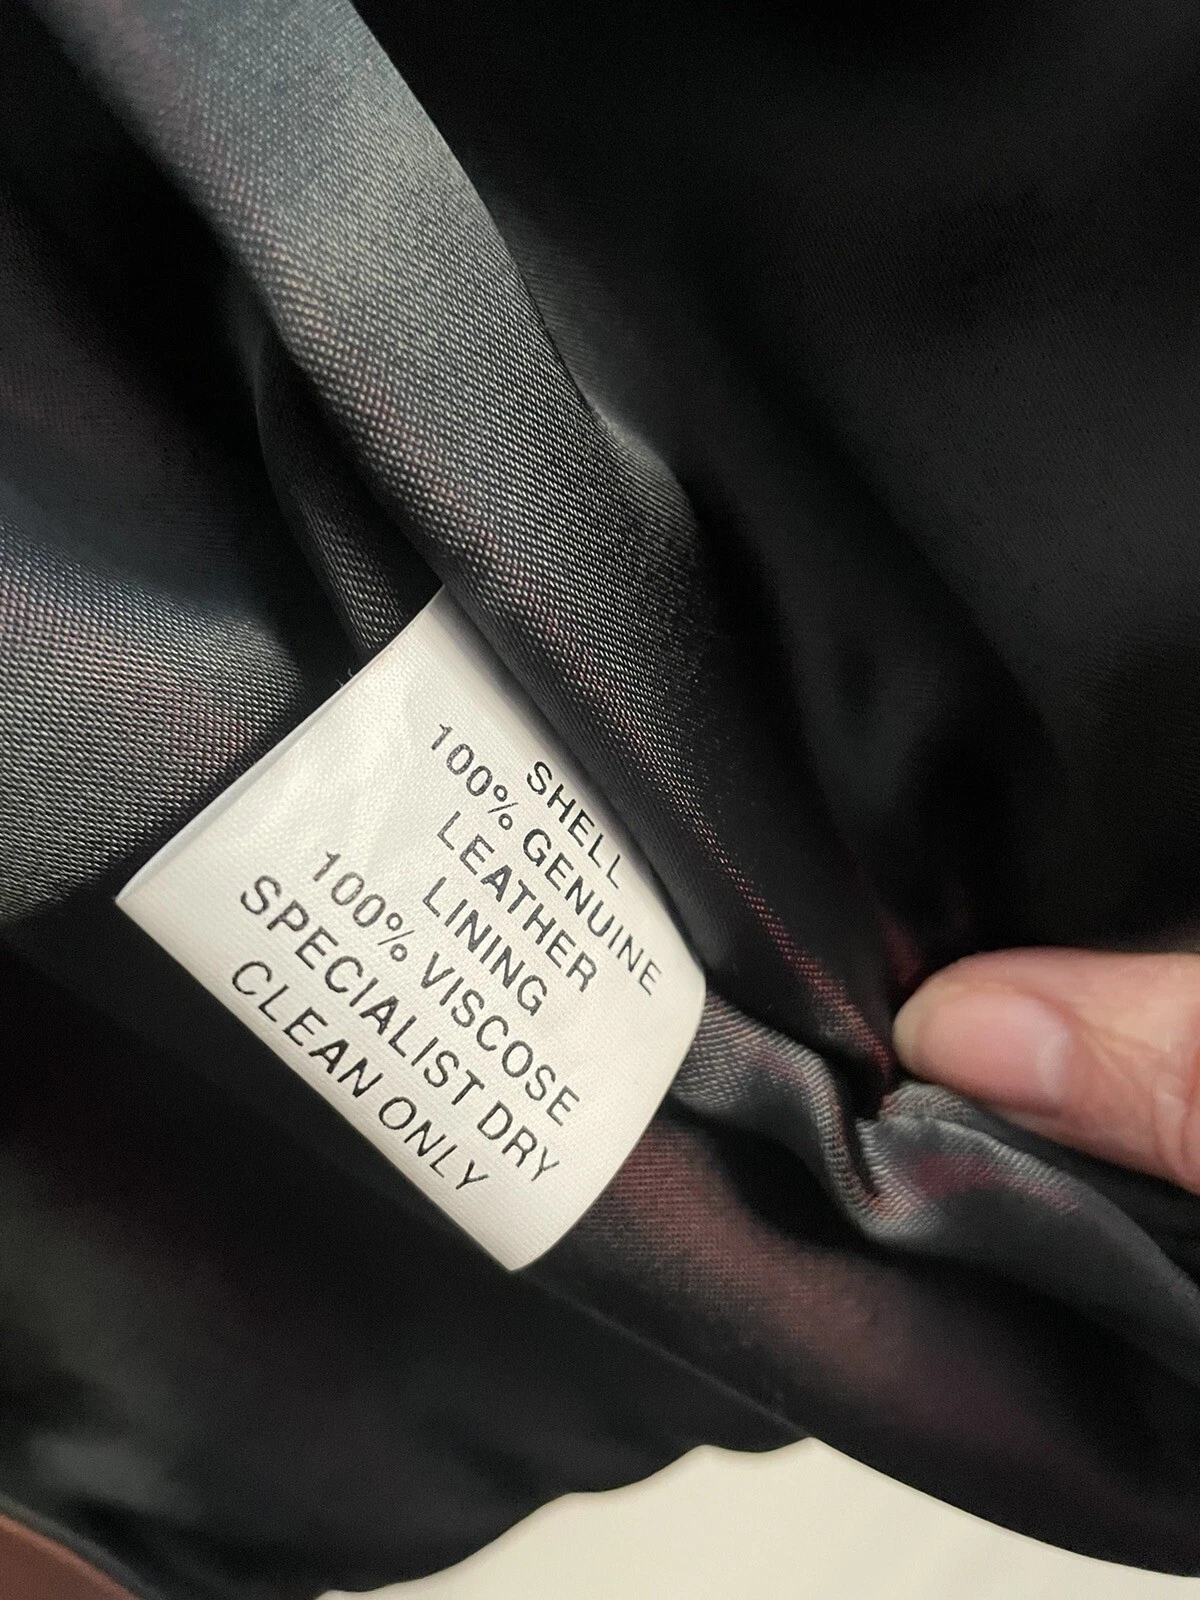 SHELL
100% GENUINE
LEATHER
LINING
100% VISCOSE
SPECIALIST DRY
CLEAN ONLY